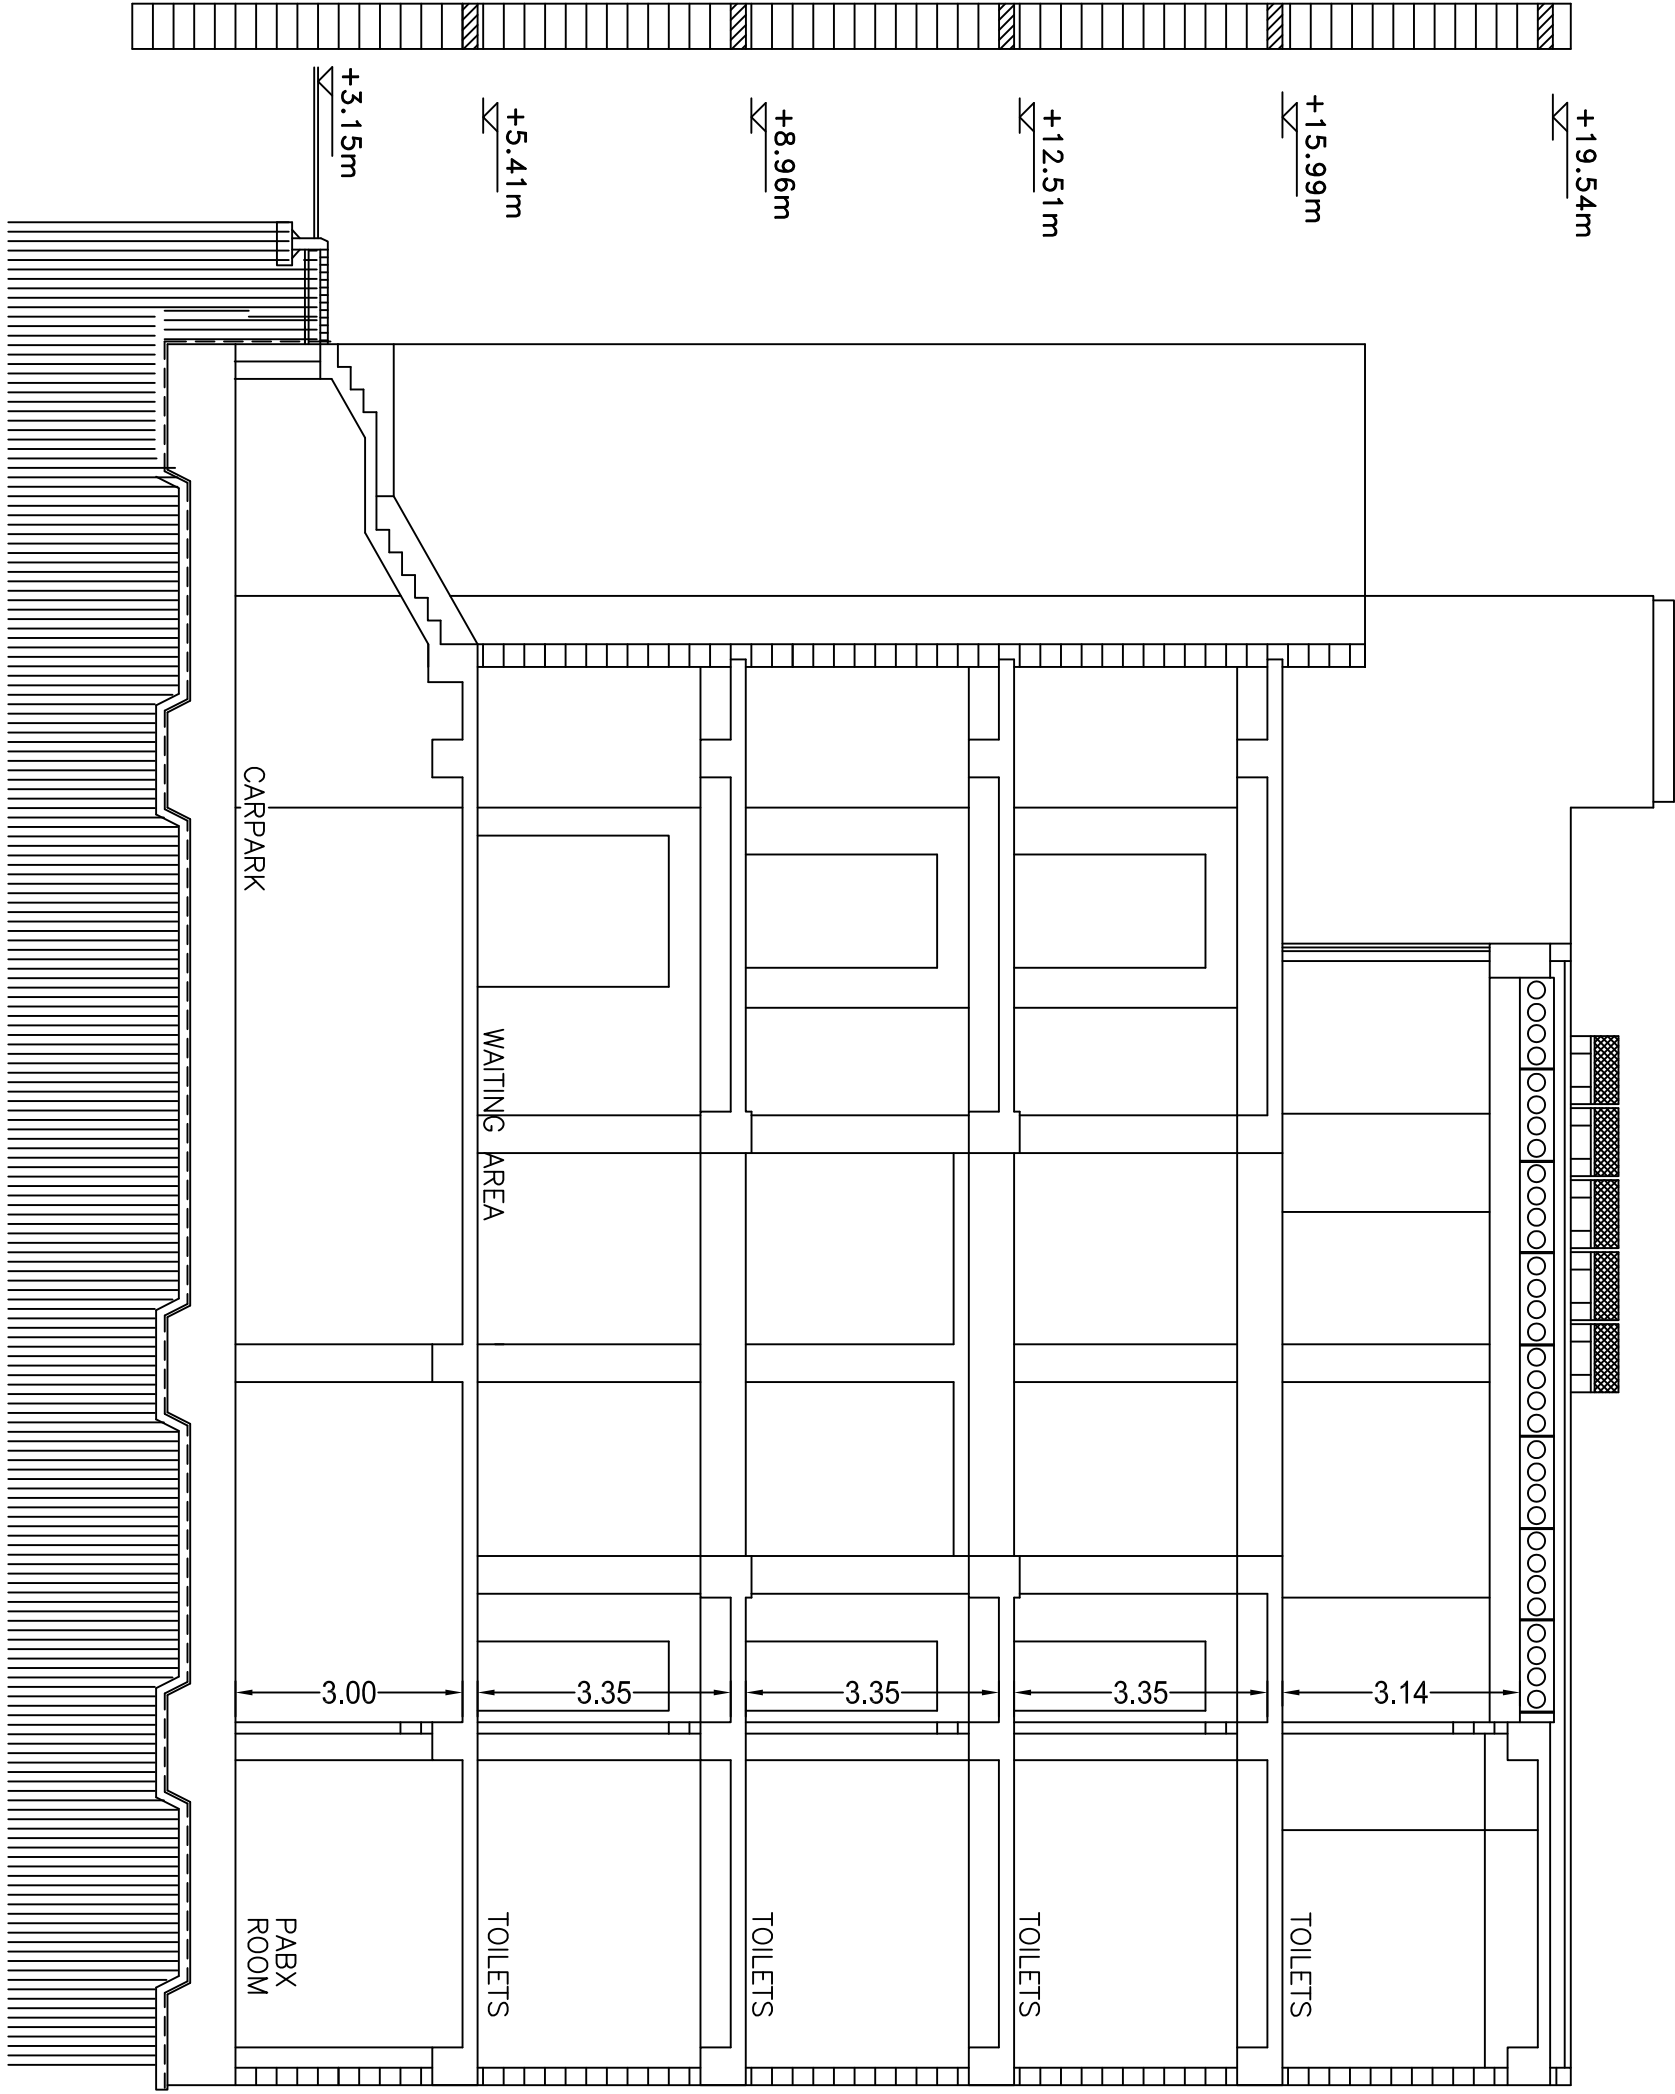 +19.54m
+15.99m
+12.51m
+8.96m
+5.41m
+3.15m
CARPARK
WAITING AREA
3.00
3.35
3.35
3.35
3.14
TOILETS
TOILETS
TOILETS
TOILETS
PABX
ROOM